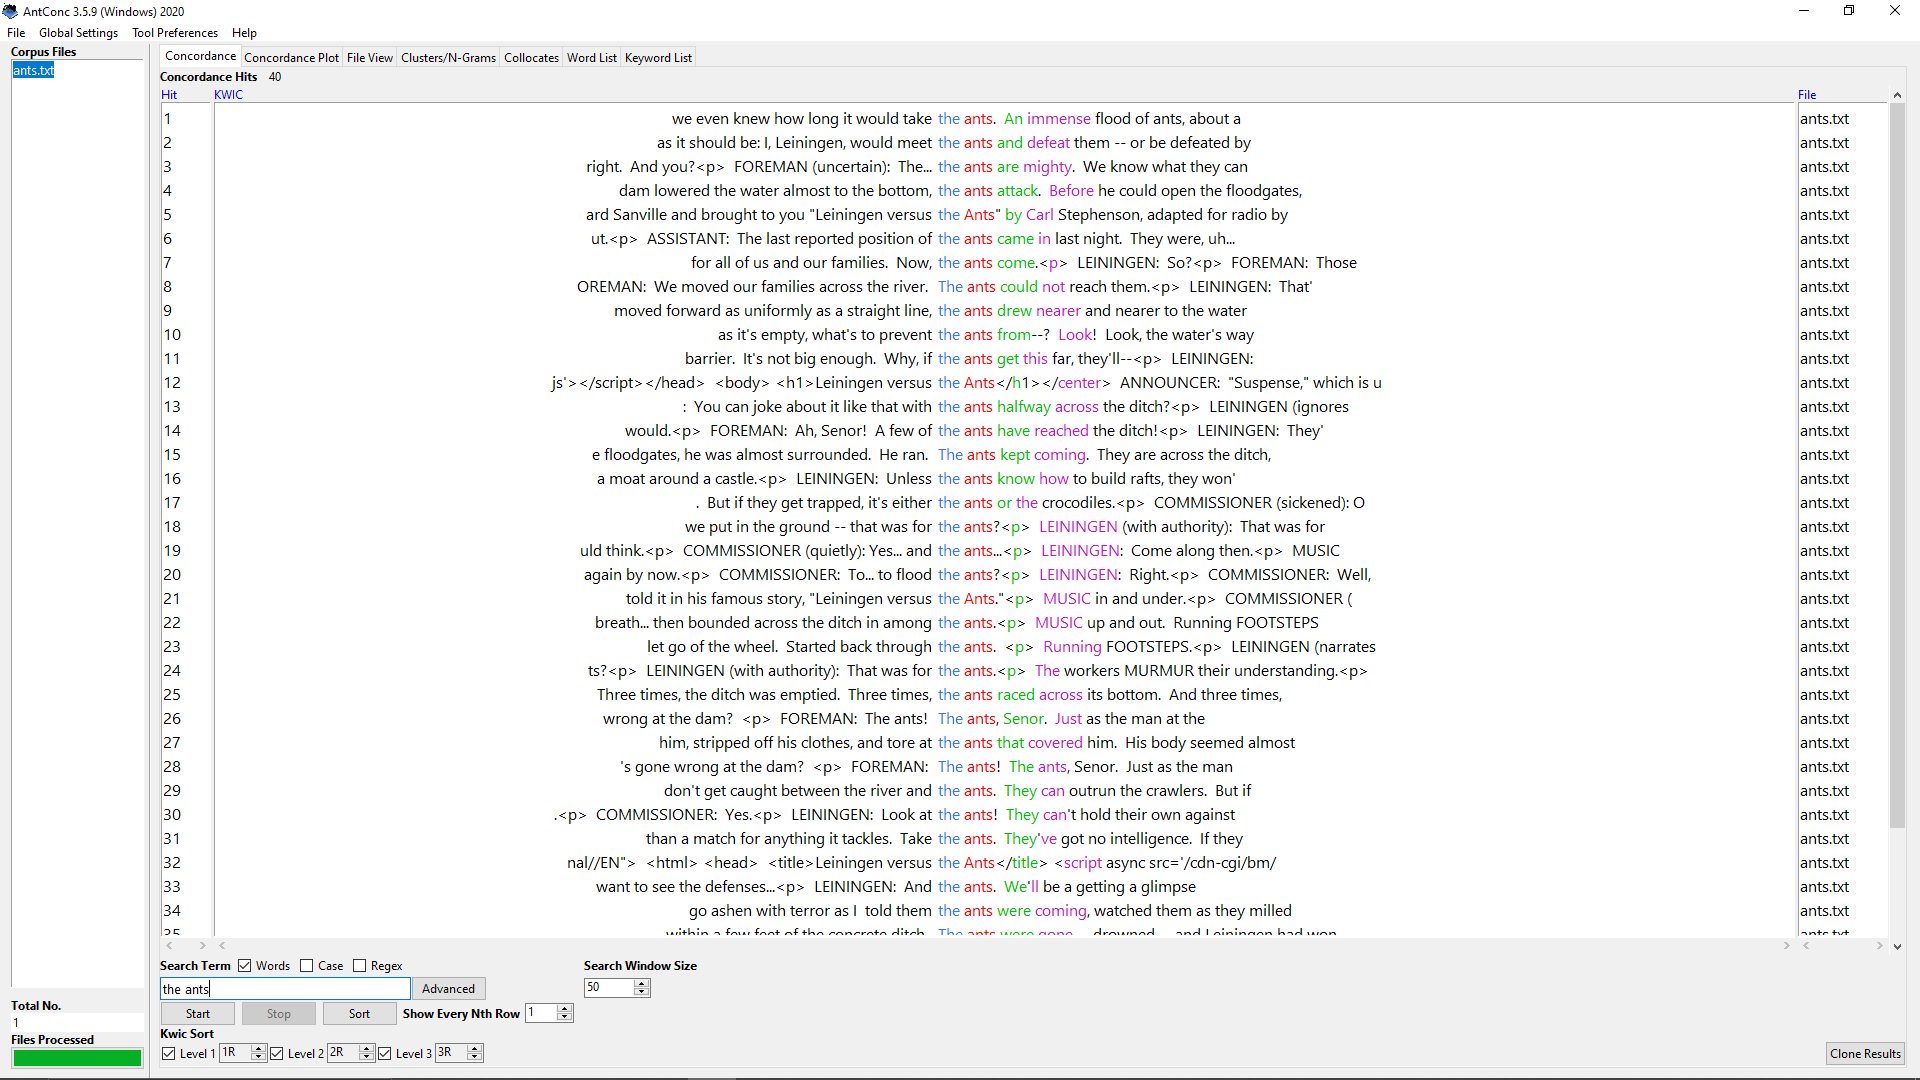 AntConc 3.5.9 (Windows) 2020
File Global Settings Tool Preferences Help
Corpus Files
ants.txt
Concordance Concordance Plot File View Clusters/N-Grams Collocates Word List Keyword List
Concordance Hits 40
Hit KWIC File
1 we even knew how long it would take the ants. An immense flood of ants, about a ants.txt
2 as it should be: I, Leiningen, would meet the ants and defeat them -- or be defeated by ants.txt
3 right. And you?<p> FOREMAN (uncertain): The... the ants are mighty. We know what they can ants.txt
4 dam lowered the water almost to the bottom, the ants attack. Before he could open the floodgates, ants.txt
5 ard Sanville and brought to you "Leiningen versus the Ants" by Carl Stephenson, adapted for radio by ants.txt
6 ut.<p> ASSISTANT: The last reported position of the ants came in last night. They were, uh... ants.txt
7 for all of us and our families. Now, the ants come.<p> LEININGEN: So?<p> FOREMAN: Those ants.txt
8 OREMAN: We moved our families across the river. The ants could not reach them.<p> LEININGEN: That' ants.txt
9 moved forward as uniformly as a straight line, the ants drew nearer and nearer to the water ants.txt
10 as it's empty, what's to prevent the ants from--? Look! Look, the water's way ants.txt
11 barrier. It's not big enough. Why, if the ants get this far, they'll--<p> LEININGEN: ants.txt
12 js'></script></head> <body> <h1>Leiningen versus the Ants</h1></center> ANNOUNCER: "Suspense," which is u ants.txt
13 : You can joke about it like that with the ants halfway across the ditch?<p> LEININGEN (ignores ants.txt
14 would.<p> FOREMAN: Ah, Senor! A few of the ants have reached the ditch!<p> LEININGEN: They' ants.txt
15 e floodgates, he was almost surrounded. He ran. The ants kept coming. They are across the ditch, ants.txt
16 a moat around a castle.<p> LEININGEN: Unless the ants know how to build rafts, they won' ants.txt
17 . But if they get trapped, it's either the ants or the crocodiles.<p> COMMISSIONER (sickened): O ants.txt
18 we put in the ground -- that was for the ants?<p> LEININGEN (with authority): That was for ants.txt
19 uld think.<p> COMMISSIONER (quietly): Yes... and the ants...<p> LEININGEN: Come along then.<p> MUSIC ants.txt
20 again by now.<p> COMMISSIONER: To... to flood the ants?<p> LEININGEN: Right.<p> COMMISSIONER: Well, ants.txt
21 told it in his famous story, "Leiningen versus the Ants."<p> MUSIC in and under.<p> COMMISSIONER ( ants.txt
22 breath... then bounded across the ditch in among the ants.<p> MUSIC up and out. Running FOOTSTEPS ants.txt
23 let go of the wheel. Started back through the ants. <p> Running FOOTSTEPS.<p> LEININGEN (narrates ants.txt
24 ts?<p> LEININGEN (with authority): That was for the ants.<p> The workers MURMUR their understanding.<p> ants.txt
25 Three times, the ditch was emptied. Three times, the ants raced across its bottom. And three times, ants.txt
26 wrong at the dam? <p> FOREMAN: The ants! The ants, Senor. Just as the man at the ants.txt
27 him, stripped off his clothes, and tore at the ants that covered him. His body seemed almost ants.txt
28 's gone wrong at the dam? <p> FOREMAN: The ants! The ants, Senor. Just as the man ants.txt
29 don't get caught between the river and the ants. They can outrun the crawlers. But if ants.txt
30 .<p> COMMISSIONER: Yes.<p> LEININGEN: Look at the ants! They can't hold their own against ants.txt
31 than a match for anything it tackles. Take the ants. They've got no intelligence. If they ants.txt
32 nal//EN"> <html> <head> <title>Leiningen versus the Ants</title> <script async src='/cdn-cgi/bm/ ants.txt
33 want to see the defenses...<p> LEININGEN: And the ants. We'll be a getting a glimpse ants.txt
34 go ashen with terror as I told them the ants were coming, watched them as they milled ants.txt
35 within a few feet of the concrete ditch. The ants were gone... drowned... and Leiningen had won ants.txt
Search Term Words Case Regex Search Window Size
the ants Advanced 50
Start Stop Sort Show Every Nth Row 1
Kwic Sort
Level 1 1R Level 2 2R Level 3 3R Clone Results
Total No.
1
Files Processed